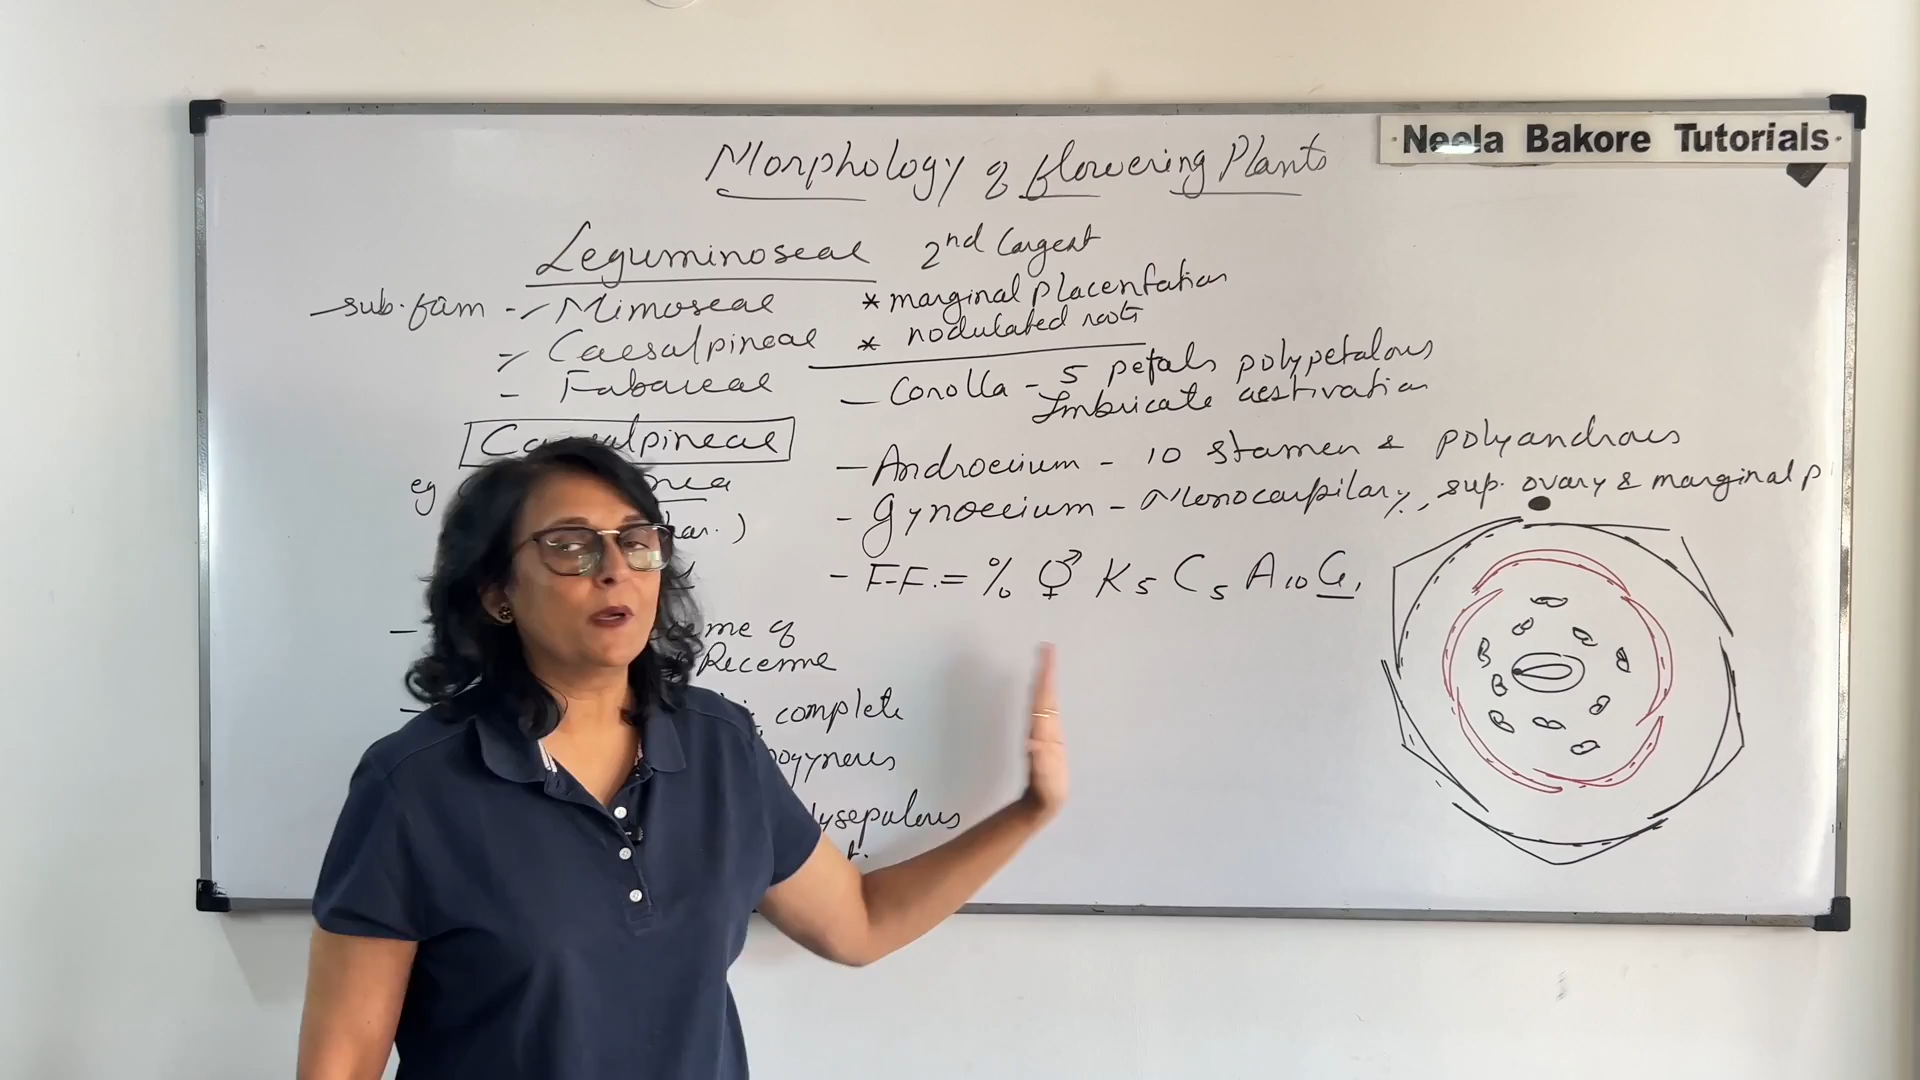 Neela Bakore Tutorials
Morphology of flowering Plants
Leguminoseae 2nd largest
sub. fam - Mimoseae
* marginal placentation
- Caesalpineae
* nodulated roots
- Fabaceae
- Corolla - 5 petals polypetalous
Imbricate aestivation
- Androecium - 10 stamen & polyandrous
- Gynoecium - Monocarpilary, sup. ovary & marginal p
- F.F. = % ⚥ K5 C5 A10 G1
eg
Receme
complete